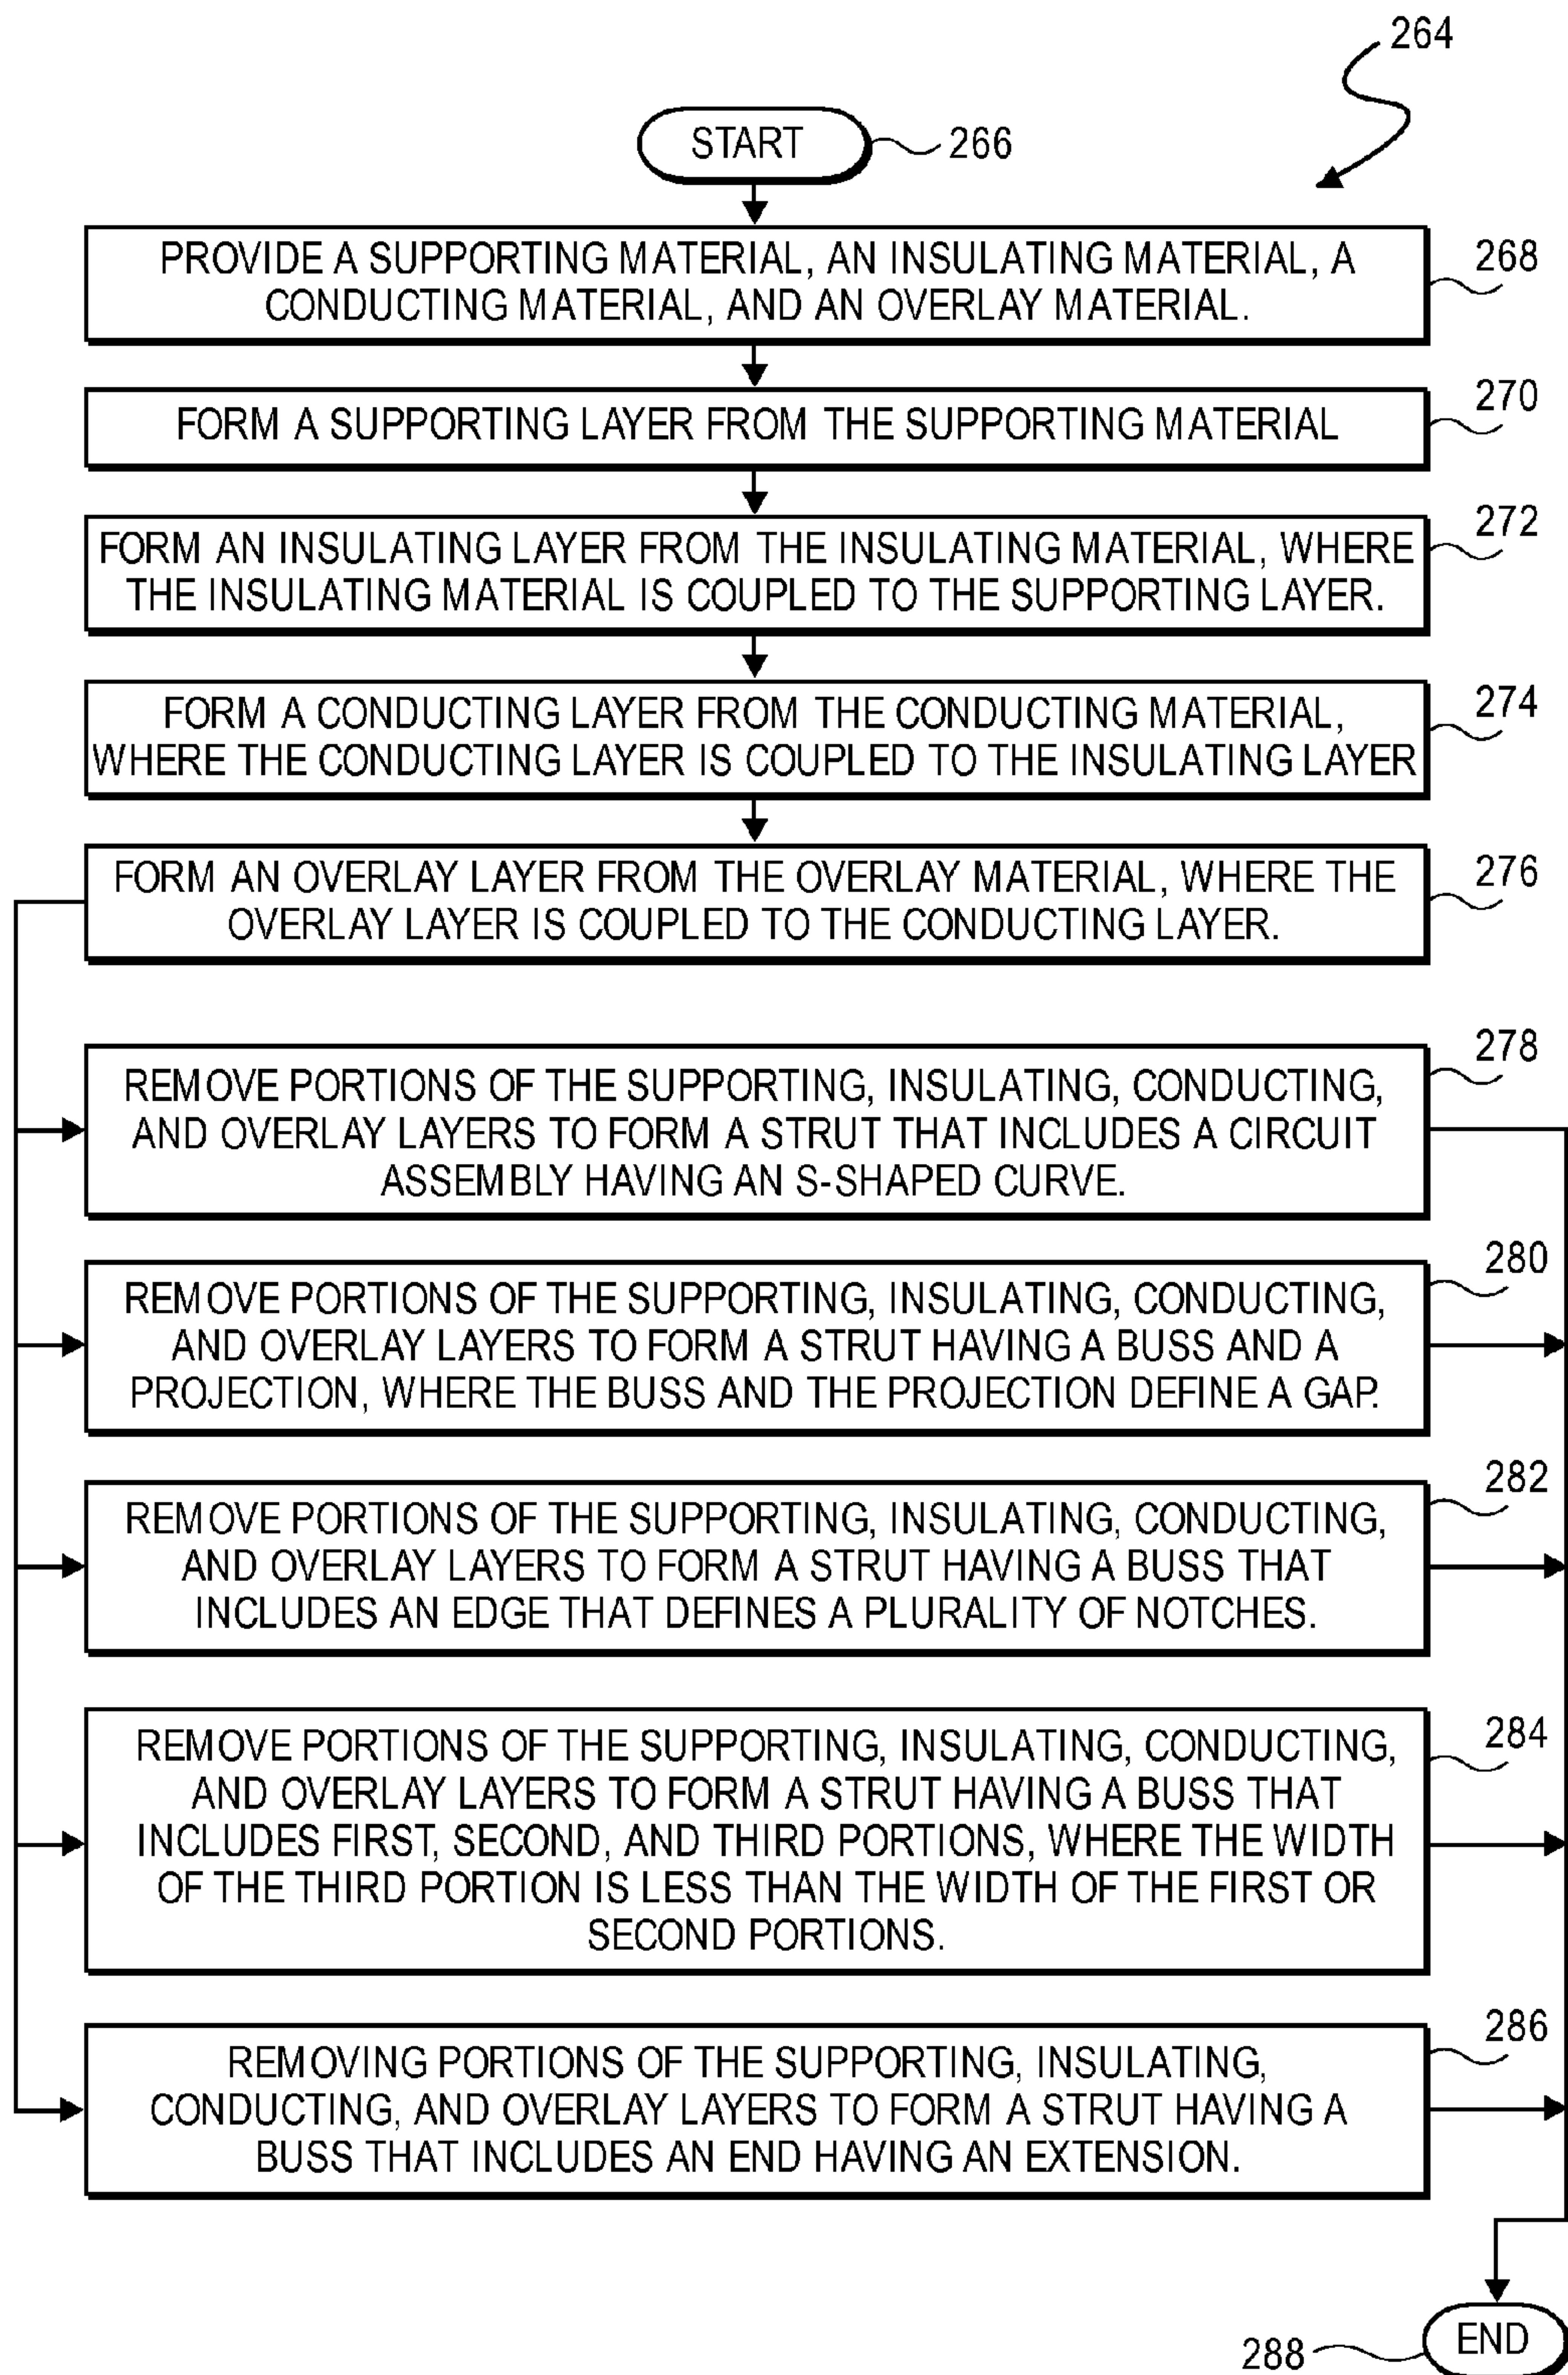 264
START
266
PROVIDE A SUPPORTING MATERIAL, AN INSULATING MATERIAL, A
CONDUCTING MATERIAL, AND AN OVERLAY MATERIAL.
268
FORM A SUPPORTING LAYER FROM THE SUPPORTING MATERIAL
270
FORM AN INSULATING LAYER FROM THE INSULATING MATERIAL, WHERE
THE INSULATING MATERIAL IS COUPLED TO THE SUPPORTING LAYER.
272
FORM A CONDUCTING LAYER FROM THE CONDUCTING MATERIAL,
WHERE THE CONDUCTING LAYER IS COUPLED TO THE INSULATING LAYER
274
FORM AN OVERLAY LAYER FROM THE OVERLAY MATERIAL, WHERE THE
OVERLAY LAYER IS COUPLED TO THE CONDUCTING LAYER.
276
REMOVE PORTIONS OF THE SUPPORTING, INSULATING, CONDUCTING,
AND OVERLAY LAYERS TO FORM A STRUT THAT INCLUDES A CIRCUIT
ASSEMBLY HAVING AN S-SHAPED CURVE.
278
REMOVE PORTIONS OF THE SUPPORTING, INSULATING, CONDUCTING,
AND OVERLAY LAYERS TO FORM A STRUT HAVING A BUSS AND A
PROJECTION, WHERE THE BUSS AND THE PROJECTION DEFINE A GAP.
280
REMOVE PORTIONS OF THE SUPPORTING, INSULATING, CONDUCTING,
AND OVERLAY LAYERS TO FORM A STRUT HAVING A BUSS THAT
INCLUDES AN EDGE THAT DEFINES A PLURALITY OF NOTCHES.
282
REMOVE PORTIONS OF THE SUPPORTING, INSULATING, CONDUCTING,
AND OVERLAY LAYERS TO FORM A STRUT HAVING A BUSS THAT
INCLUDES FIRST, SECOND, AND THIRD PORTIONS, WHERE THE WIDTH
OF THE THIRD PORTION IS LESS THAN THE WIDTH OF THE FIRST OR
SECOND PORTIONS.
284
REMOVING PORTIONS OF THE SUPPORTING, INSULATING,
CONDUCTING, AND OVERLAY LAYERS TO FORM A STRUT HAVING A
BUSS THAT INCLUDES AN END HAVING AN EXTENSION.
286
END
288